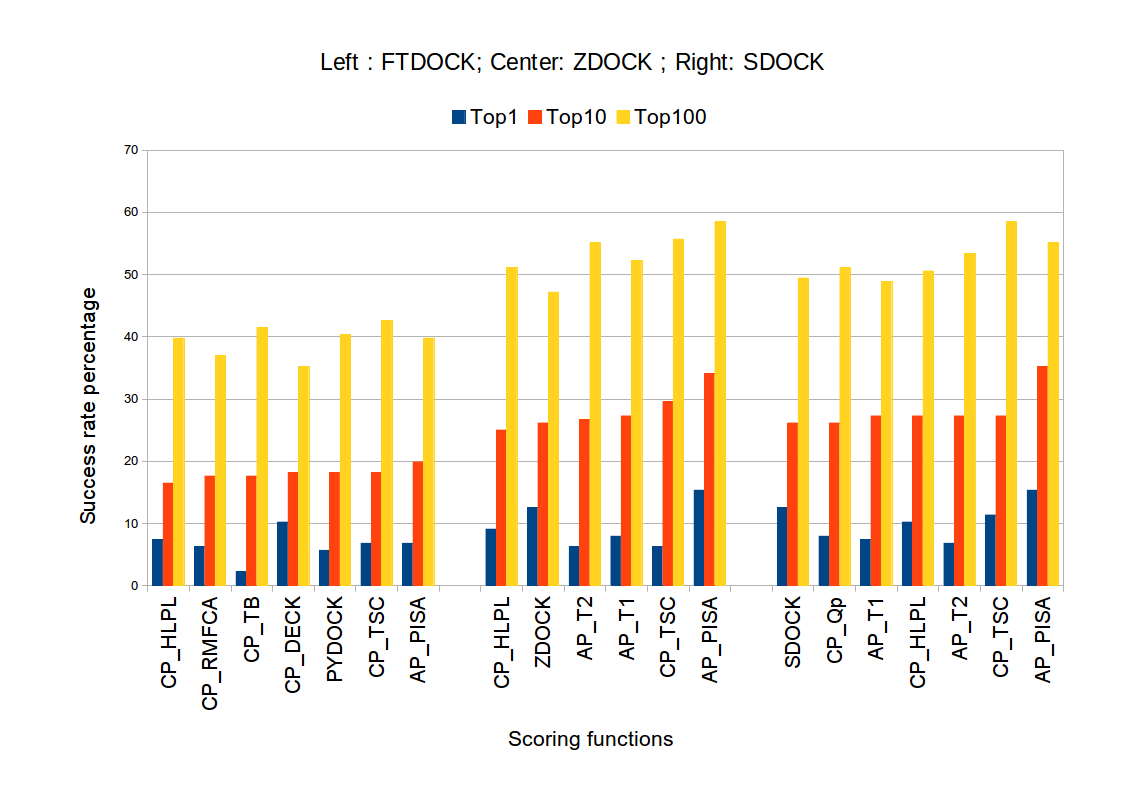 Left : FTDOCK; Center: ZDOCK ; Right: SDOCK
Top1 Top10 Top100
70
60
50
40
30
20
10
0
Success rate percentage
CP_HLPL
CP_RMFCA
CP_TB
CP_DECK
PYDOCK
CP_TSC
AP_PISA
CP_HLPL
ZDOCK
AP_T2
AP_T1
CP_TSC
AP_PISA
SDOCK
CP_Qp
AP_T1
CP_HLPL
AP_T2
CP_TSC
AP_PISA
Scoring functions